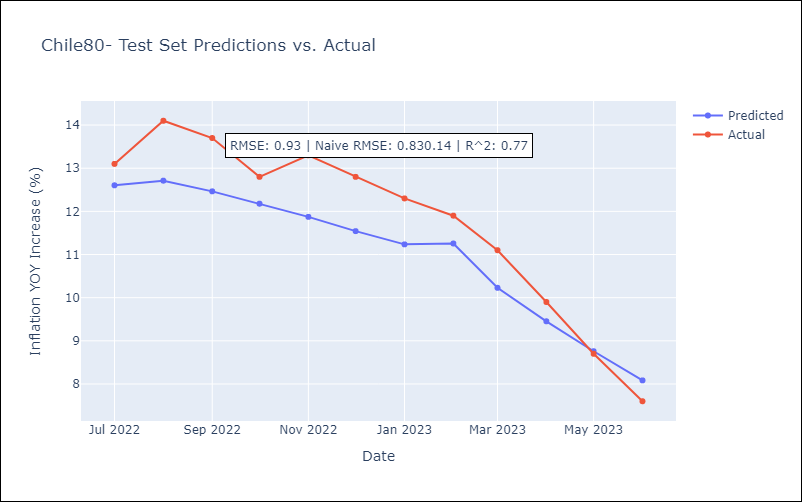 Chile80- Test Set Predictions vs. Actual
Predicted
Actual
RMSE: 0.93 | Naive RMSE: 0.830.14 | R^2: 0.77
Inflation YOY Increase (%)
14
13
12
11
10
9
8
Jul 2022 Sep 2022 Nov 2022 Jan 2023 Mar 2023 May 2023
Date